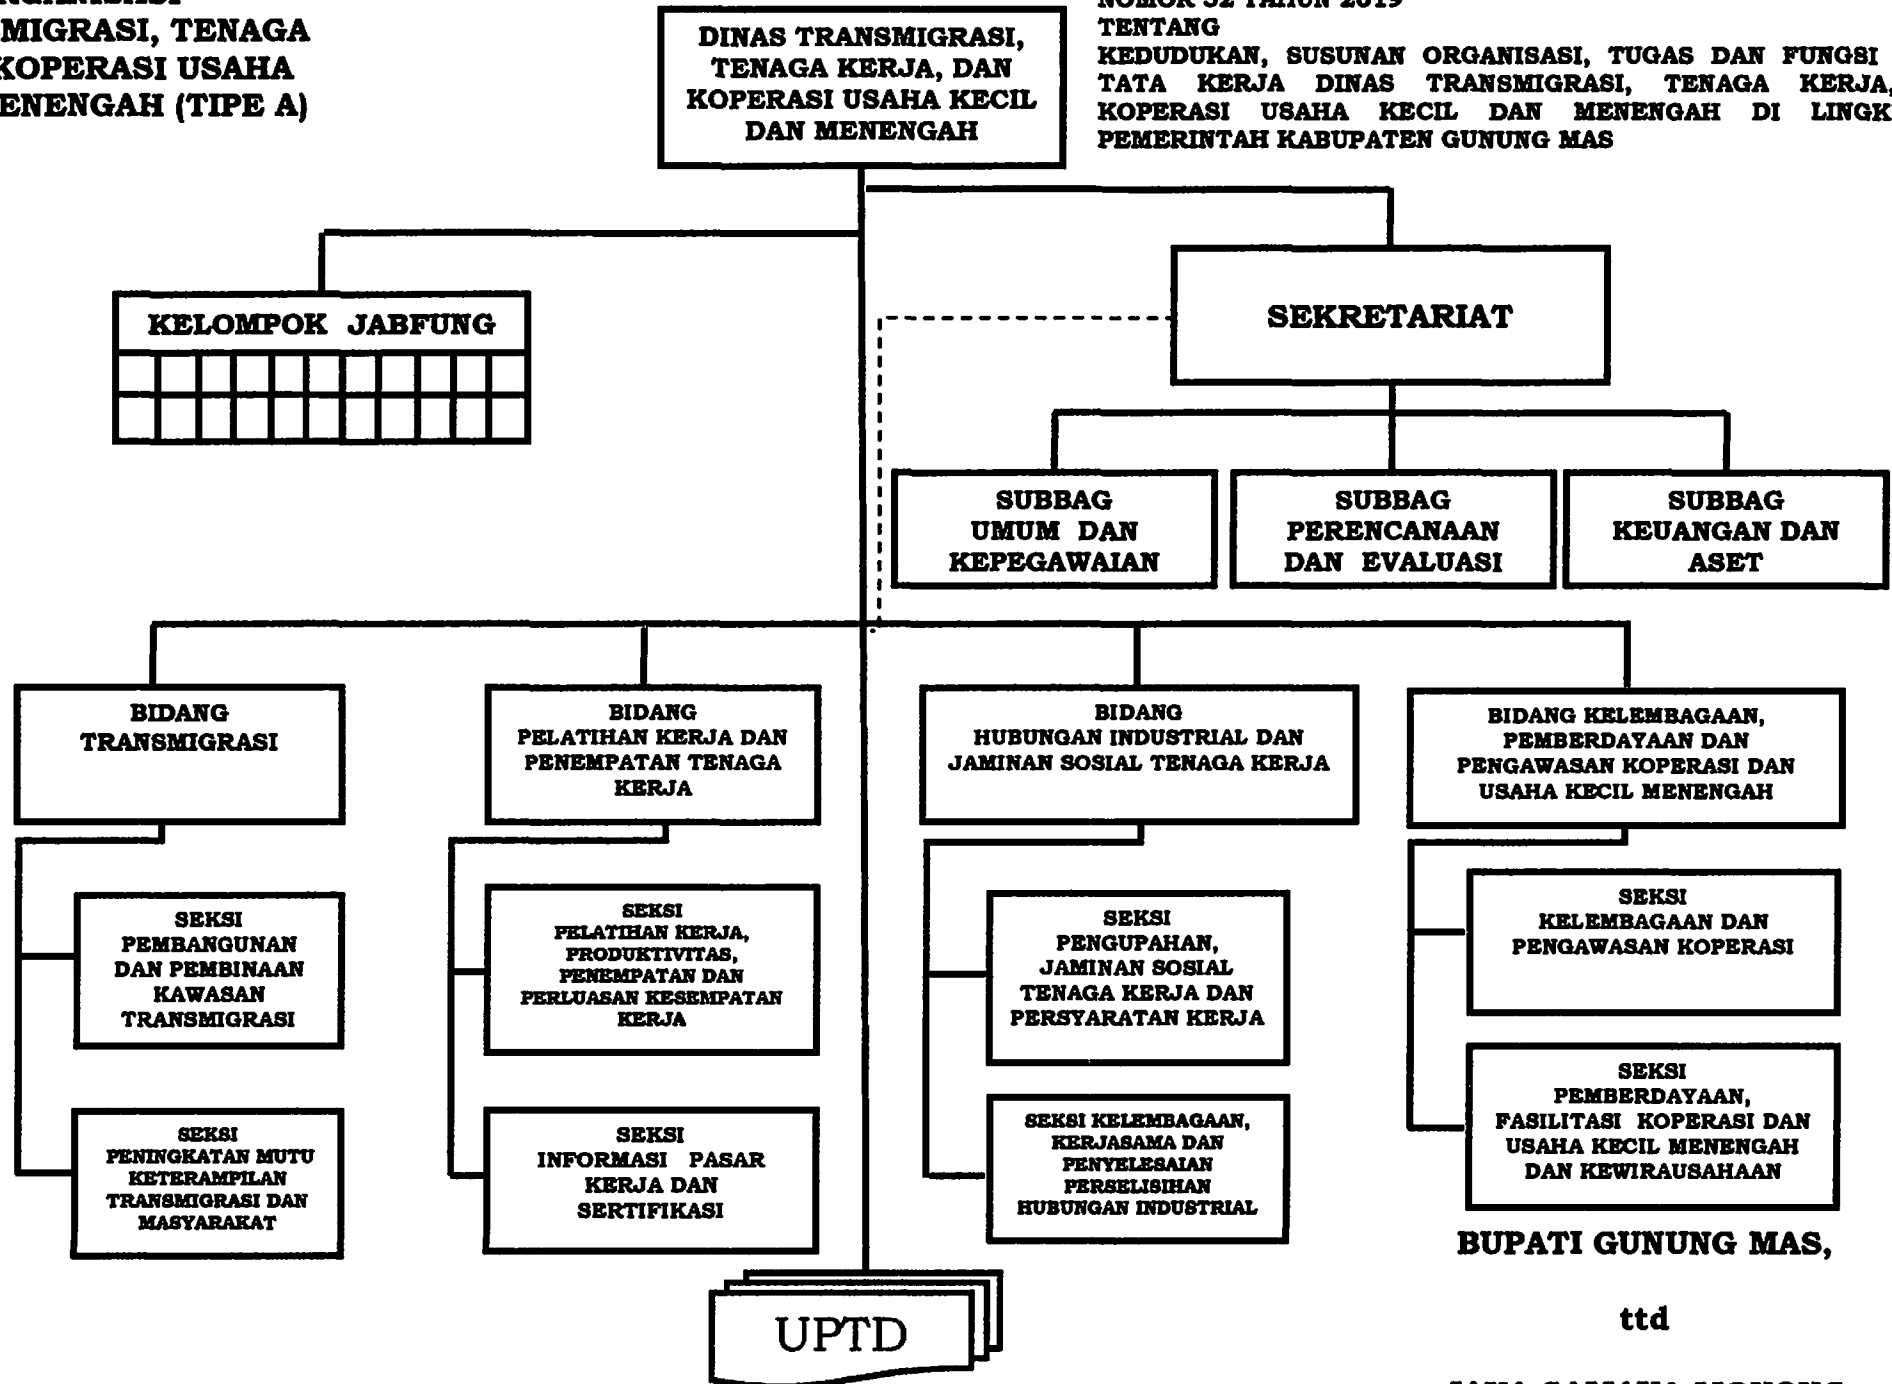 MIGRASI, TENAGA
KOPERASI USAHA
ENENGAH (TIPE A)
DINAS TRANSMIGRASI,
TENAGA KERJA, DAN
KOPERASI USAHA KECIL
DAN MENENGAH
NOMOR 32 TAHUN 2019
TENTANG
KEDUDUKAN, SUSUNAN ORGANISASI, TUGAS DAN FUNGSI
TATA KERJA DINAS TRANSMIGRASI, TENAGA KERJA,
KOPERASI USAHA KECIL DAN MENENGAH DI LINGK
PEMERINTAH KABUPATEN GUNUNG MAS
KELOMPOK JABFUNG
SEKRETARIAT
SUBBAG
UMUM DAN
KEPEGAWAIAN
SUBBAG
PERENCANAAN
DAN EVALUASI
SUBBAG
KEUANGAN DAN
ASET
BIDANG
TRANSMIGRASI
BIDANG
PELATIHAN KERJA DAN
PENEMPATAN TENAGA
KERJA
BIDANG
HUBUNGAN INDUSTRIAL DAN
JAMINAN SOSIAL TENAGA KERJA
BIDANG KELEMBAGAAN,
PEMBERDAYAAN DAN
PENGAWASAN KOPERASI DAN
USAHA KECIL MENENGAH
SEKSI
PEMBANGUNAN
DAN PEMBINAAN
KAWASAN
TRANSMIGRASI
SEKSI
PELATIHAN KERJA,
PRODUKTIVITAS,
PENEMPATAN DAN
PERLUASAN KESEMPATAN
KERJA
SEKSI
PENGUPAHAN,
JAMINAN SOSIAL
TENAGA KERJA DAN
PERSYARATAN KERJA
SEKSI
KELEMBAGAAN DAN
PENGAWASAN KOPERASI
SEKSI
PENINGKATAN MUTU
KETERAMPILAN
TRANSMIGRASI DAN
MASYARAKAT
SEKSI
INFORMASI PASAR
KERJA DAN
SERTIFIKASI
SEKSI KELEMBAGAAN,
KERJASAMA DAN
PENYELESAIAN
PERSELISIHAN
HUBUNGAN INDUSTRIAL
SEKSI
PEMBERDAYAAN,
FASILITASI KOPERASI DAN
USAHA KECIL MENENGAH
DAN KEWIRAUSAHAAN
UPTD
BUPATI GUNUNG MAS,
ttd